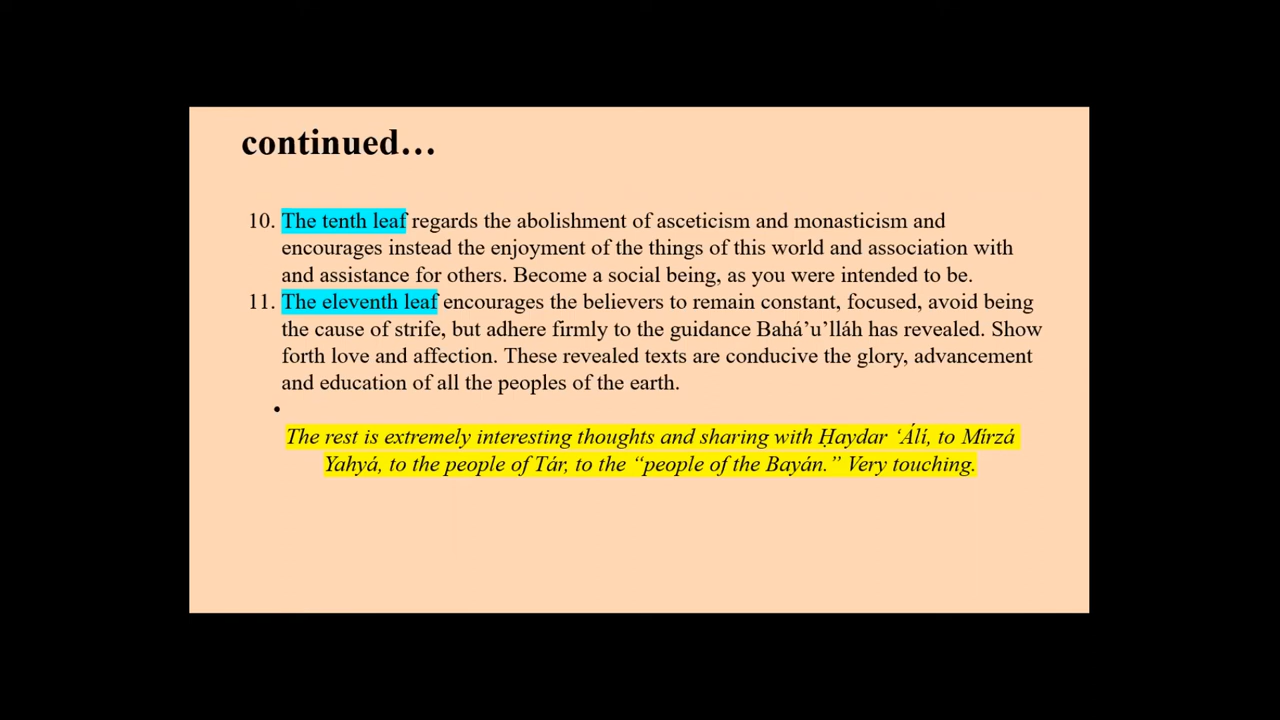 continued…
10. The tenth leaf regards the abolishment of asceticism and monasticism and
encourages instead the enjoyment of the things of this world and association with
and assistance for others. Become a social being, as you were intended to be.
11. The eleventh leaf encourages the believers to remain constant, focused, avoid being
the cause of strife, but adhere firmly to the guidance Bahá’u’lláh has revealed. Show
forth love and affection. These revealed texts are conducive the glory, advancement
and education of all the peoples of the earth.
•
The rest is extremely interesting thoughts and sharing with Ḥaydar ‘Álí, to Mírzá
Yahyá, to the people of Tár, to the “people of the Bayán.” Very touching.